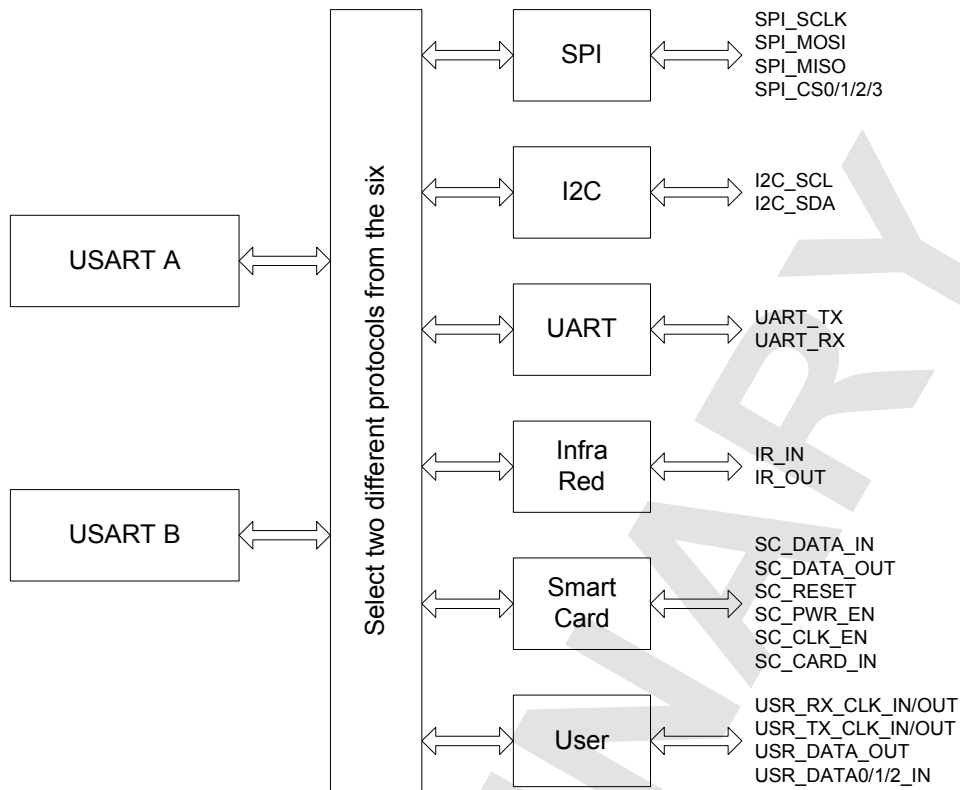 SPI_SCLK
SPI_MOSI
SPI_MISO
SPI_CS0/1/2/3
SPI
I2C_SCL
I2C_SDA
I2C
USART A
UART_TX
UART_RX
UART
Select two different protocols from the six
IR_IN
IR_OUT
Infra
Red
USART B
SC_DATA_IN
SC_DATA_OUT
SC_RESET
SC_PWR_EN
SC_CLK_EN
SC_CARD_IN
Smart
Card
USR_RX_CLK_IN/OUT
USR_TX_CLK_IN/OUT
USR_DATA_OUT
USR_DATA0/1/2_IN
User
NARY